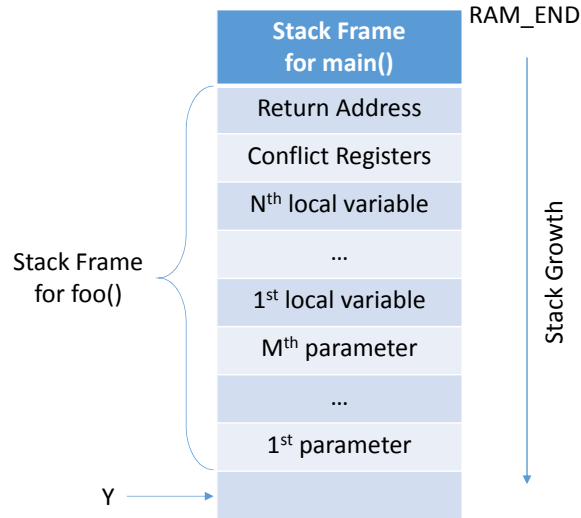 RAM_END
Stack Frame
for main()
Return Address
Conflict Registers
Nth local variable
...
Stack Frame
for foo()
1st local variable
Mth parameter
...
1st parameter
Y
Stack Growth